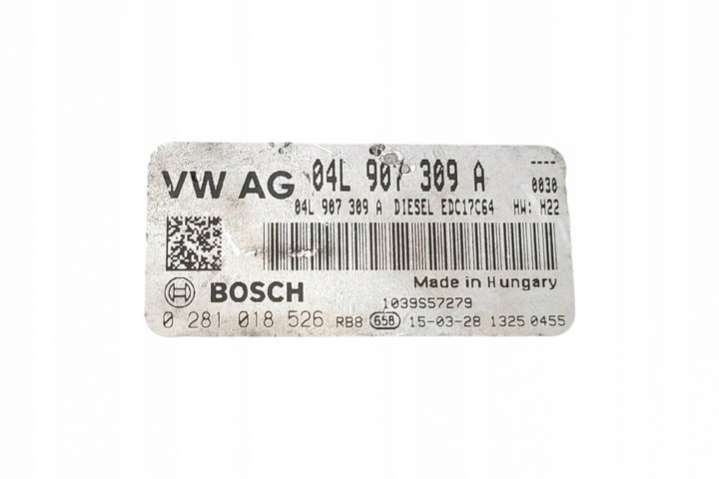 VW AG 04L 907 309 A ----
0030
04L 907 309 A DIESEL EDC17C64 HW: H22
Made in Hungary
BOSCH 1039S57279
0 281 018 526 RB8 658 15-03-28 1325 0455